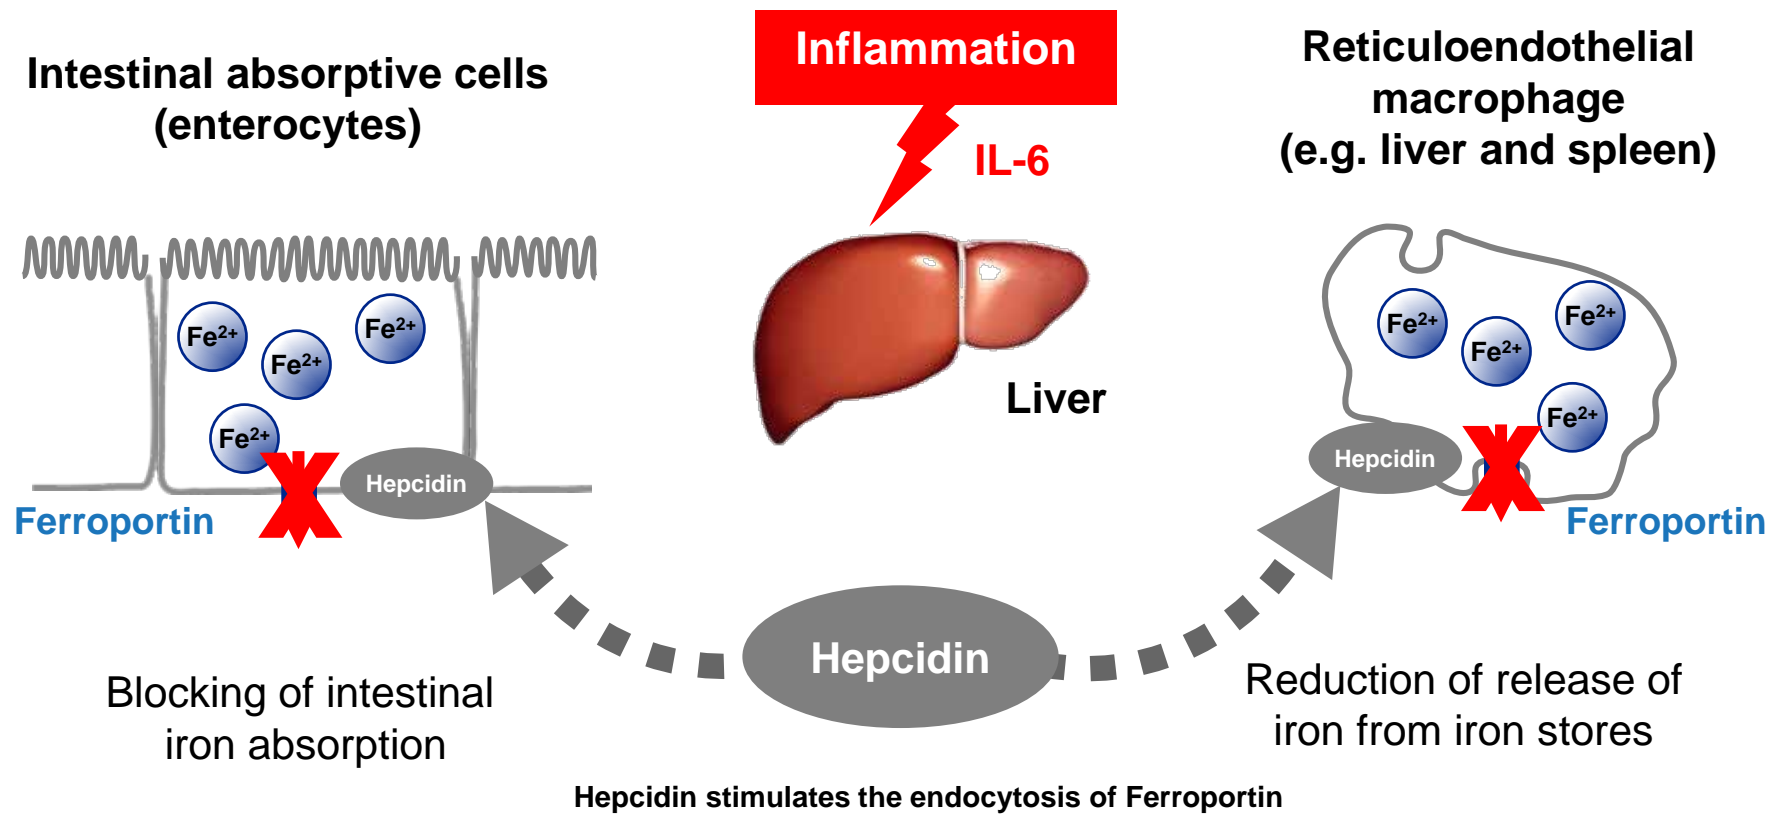 Intestinal absorptive cells
(enterocytes)
Inflammation
IL-6
Reticuloendothelial
macrophage
(e.g. liver and spleen)
Fe²⁺
Fe²⁺
Fe²⁺
Fe²⁺
Hepcidin
Ferroportin
Liver
Fe²⁺
Fe²⁺
Fe²⁺
Fe²⁺
Hepcidin
Ferroportin
Hepcidin
Blocking of intestinal
iron absorption
Reduction of release of
iron from iron stores
Hepcidin stimulates the endocytosis of Ferroportin